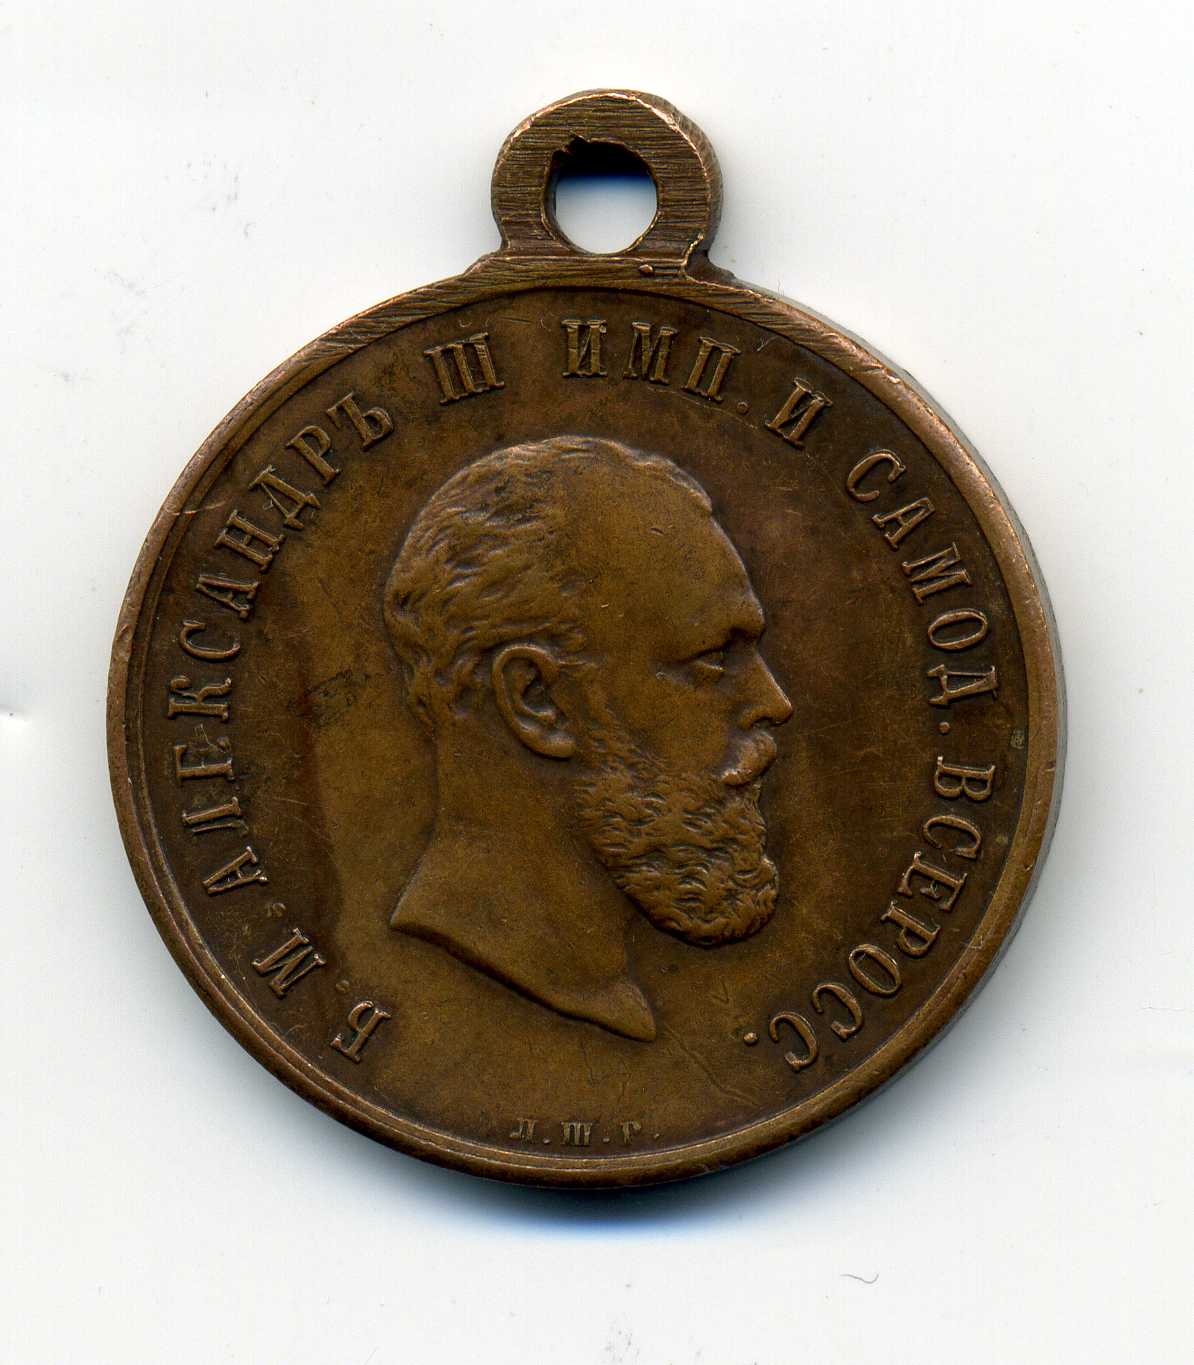 Б. М. АЛЕКСАНДРЪ III ИМП. И САМОД. ВСЕРОСС.
Л. Ш. Р.